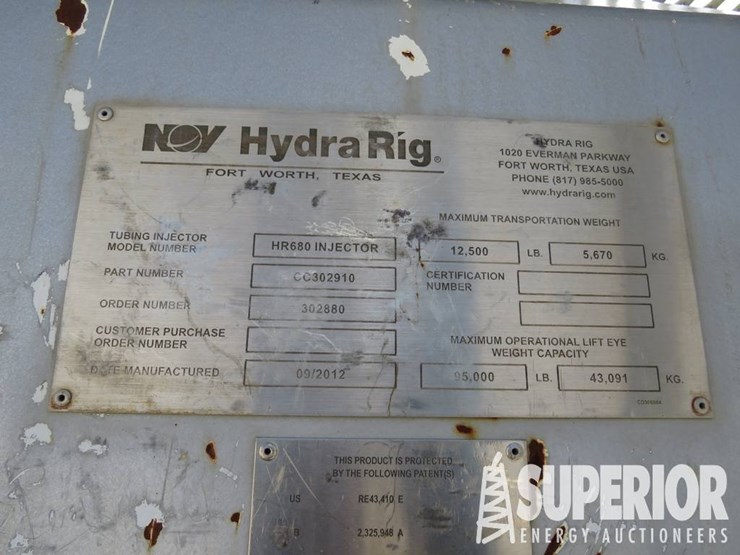 NOV HydraRig®
FORT WORTH, TEXAS
HYDRA RIG
1020 EVERMAN PARKWAY
FORT WORTH, TEXAS USA
PHONE (817) 985-5000
www.hydrarig.com
MAXIMUM TRANSPORTATION WEIGHT
TUBING INJECTOR
MODEL NUMBER HR680 INJECTOR 12,500 LB. 5,670 KG.
PART NUMBER CC302910 CERTIFICATION
NUMBER
ORDER NUMBER 302880
CUSTOMER PURCHASE
ORDER NUMBER
MAXIMUM OPERATIONAL LIFT EYE
WEIGHT CAPACITY
DATE MANUFACTURED 09/2012 95,000 LB. 43,091 KG.
THIS PRODUCT IS PROTECTED
BY THE FOLLOWING PATENT(S)
US RE43,410 E
B 2,325,948 A
SUPERIOR
ENERGY AUCTIONEERS